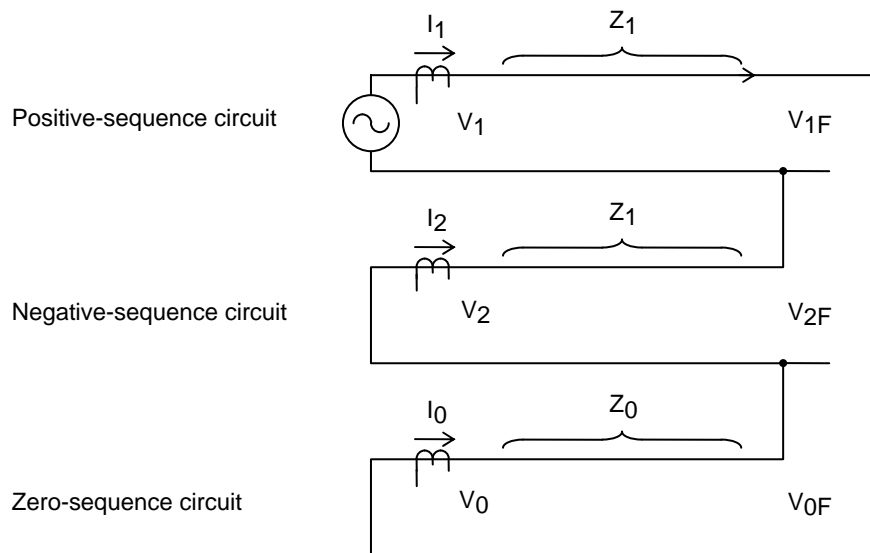 I1 Z1
Positive-sequence circuit V1 V1F
I2 Z1
Negative-sequence circuit V2 V2F
I0 Z0
Zero-sequence circuit V0 V0F